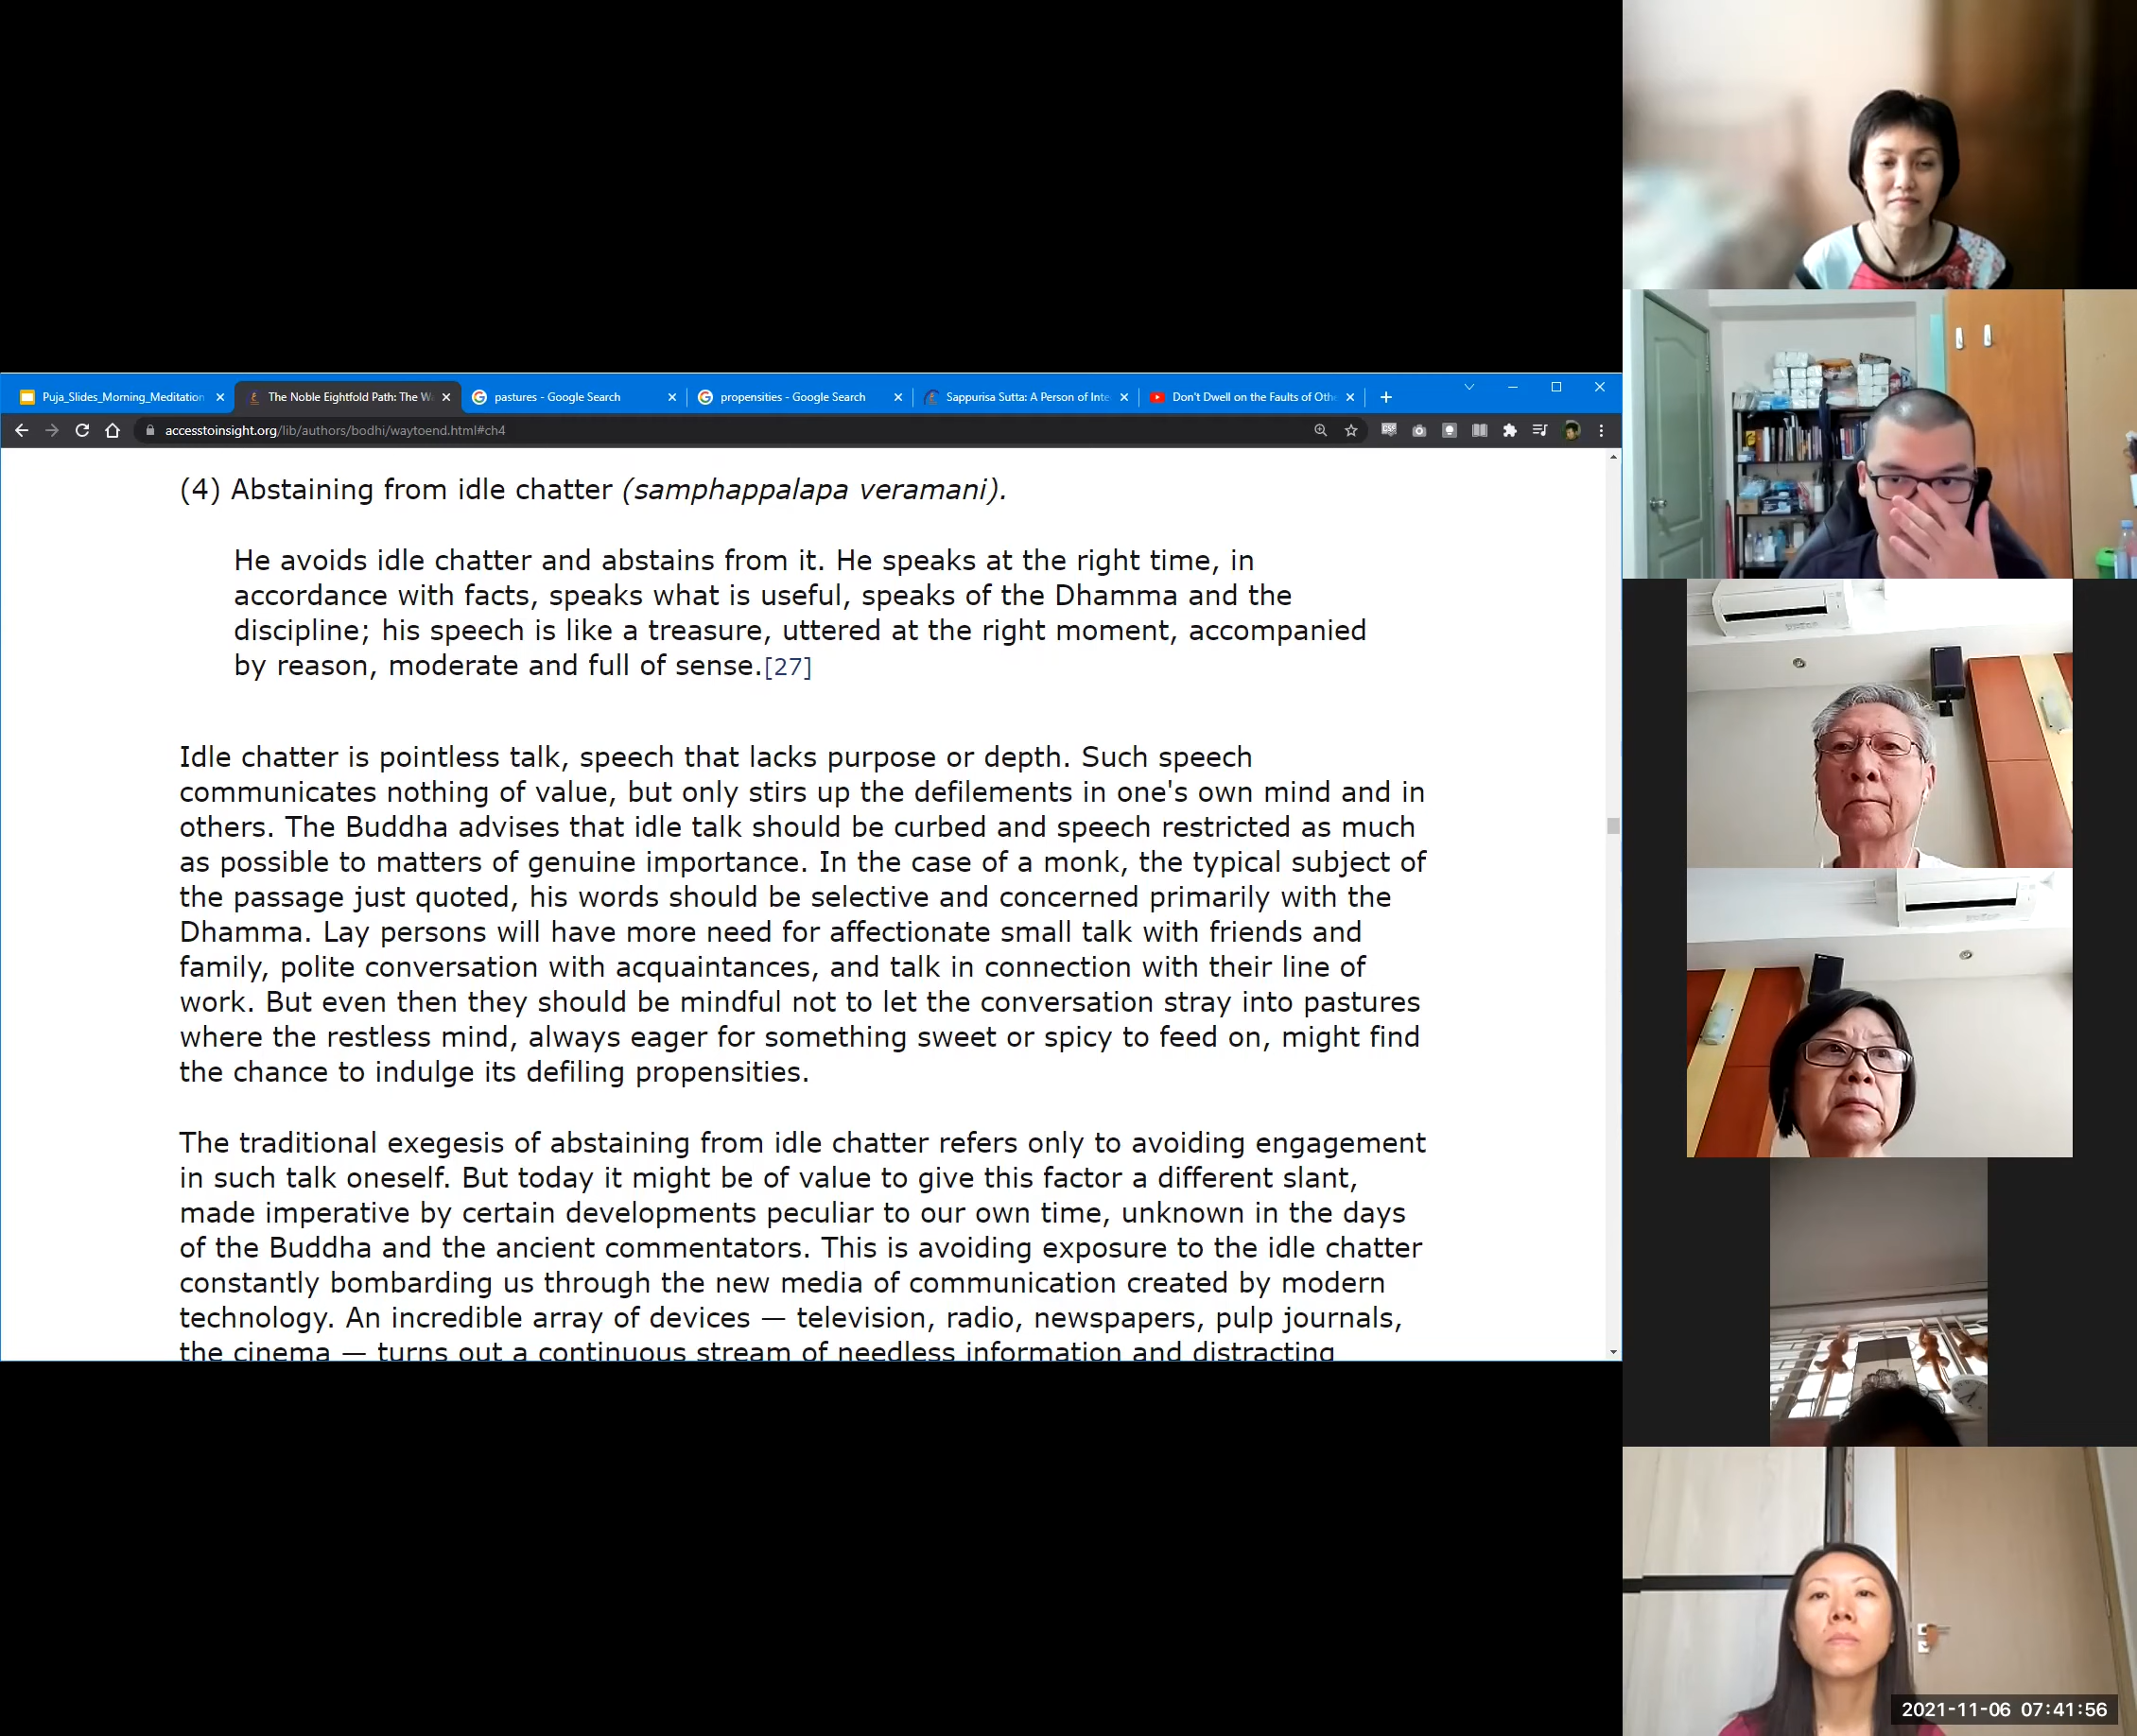 Puja_Slides_Morning_Meditation
The Noble Eightfold Path: The W
pastures - Google Search
propensities - Google Search
Sappurisa Sutta: A Person of Inte
Don't Dwell on the Faults of Oth
accesstoinsight.org/lib/authors/bodhi/waytoend.html#ch4
(4) Abstaining from idle chatter (samphappalapa veramani).
He avoids idle chatter and abstains from it. He speaks at the right time, in
accordance with facts, speaks what is useful, speaks of the Dhamma and the
discipline; his speech is like a treasure, uttered at the right moment, accompanied
by reason, moderate and full of sense.[27]
Idle chatter is pointless talk, speech that lacks purpose or depth. Such speech
communicates nothing of value, but only stirs up the defilements in one's own mind and in
others. The Buddha advises that idle talk should be curbed and speech restricted as much
as possible to matters of genuine importance. In the case of a monk, the typical subject of
the passage just quoted, his words should be selective and concerned primarily with the
Dhamma. Lay persons will have more need for affectionate small talk with friends and
family, polite conversation with acquaintances, and talk in connection with their line of
work. But even then they should be mindful not to let the conversation stray into pastures
where the restless mind, always eager for something sweet or spicy to feed on, might find
the chance to indulge its defiling propensities.
The traditional exegesis of abstaining from idle chatter refers only to avoiding engagement
in such talk oneself. But today it might be of value to give this factor a different slant,
made imperative by certain developments peculiar to our own time, unknown in the days
of the Buddha and the ancient commentators. This is avoiding exposure to the idle chatter
constantly bombarding us through the new media of communication created by modern
technology. An incredible array of devices — television, radio, newspapers, pulp journals,
the cinema — turns out a continuous stream of needless information and distracting
2021-11-06 07:41:56